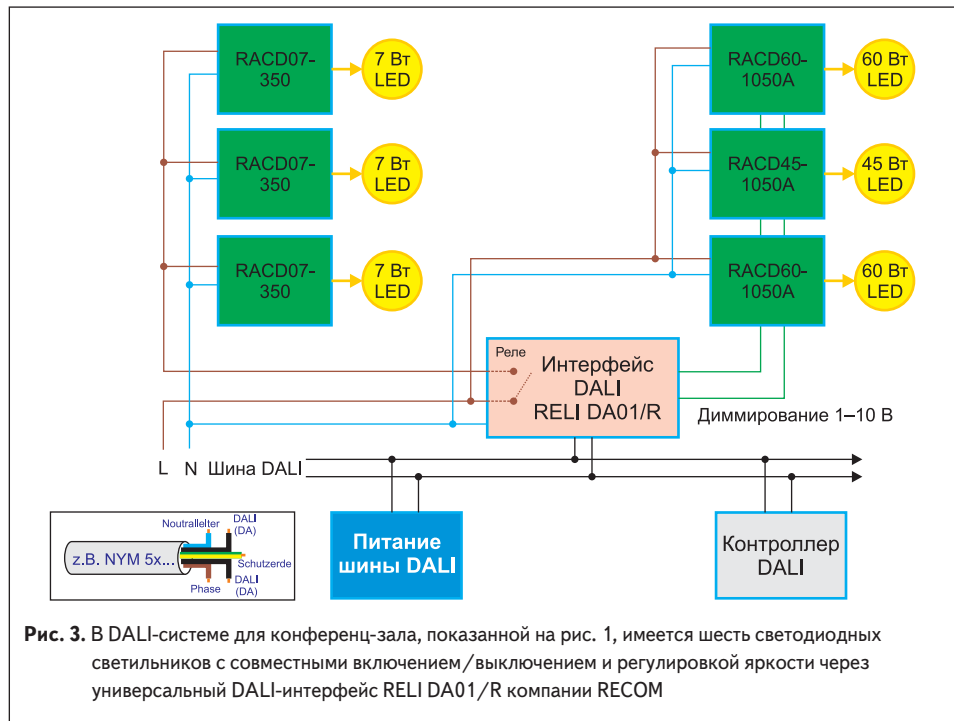 RACD07-
350
7 Вт
LED
RACD60-
1050A
60 Вт
LED
RACD07-
350
7 Вт
LED
RACD45-
1050A
45 Вт
LED
RACD07-
350
7 Вт
LED
RACD60-
1050A
60 Вт
LED
Реле
Интерфейс
DALI
RELI DA01/R
Диммирование 1–10 В
L N Шина DALI
Питание
шины DALI
Контроллер
DALI
z.B. NYM 5x...
Noutrallelter
DALI
(DA)
Schutzerde
DALI
(DA)
Phase
Рис. 3. В DALI-системе для конференц-зала, показанной на рис. 1, имеется шесть светодиодных
светильников с совместными включением/выключением и регулировкой яркости через
универсальный DALI-интерфейс RELI DA01/R компании RECOM